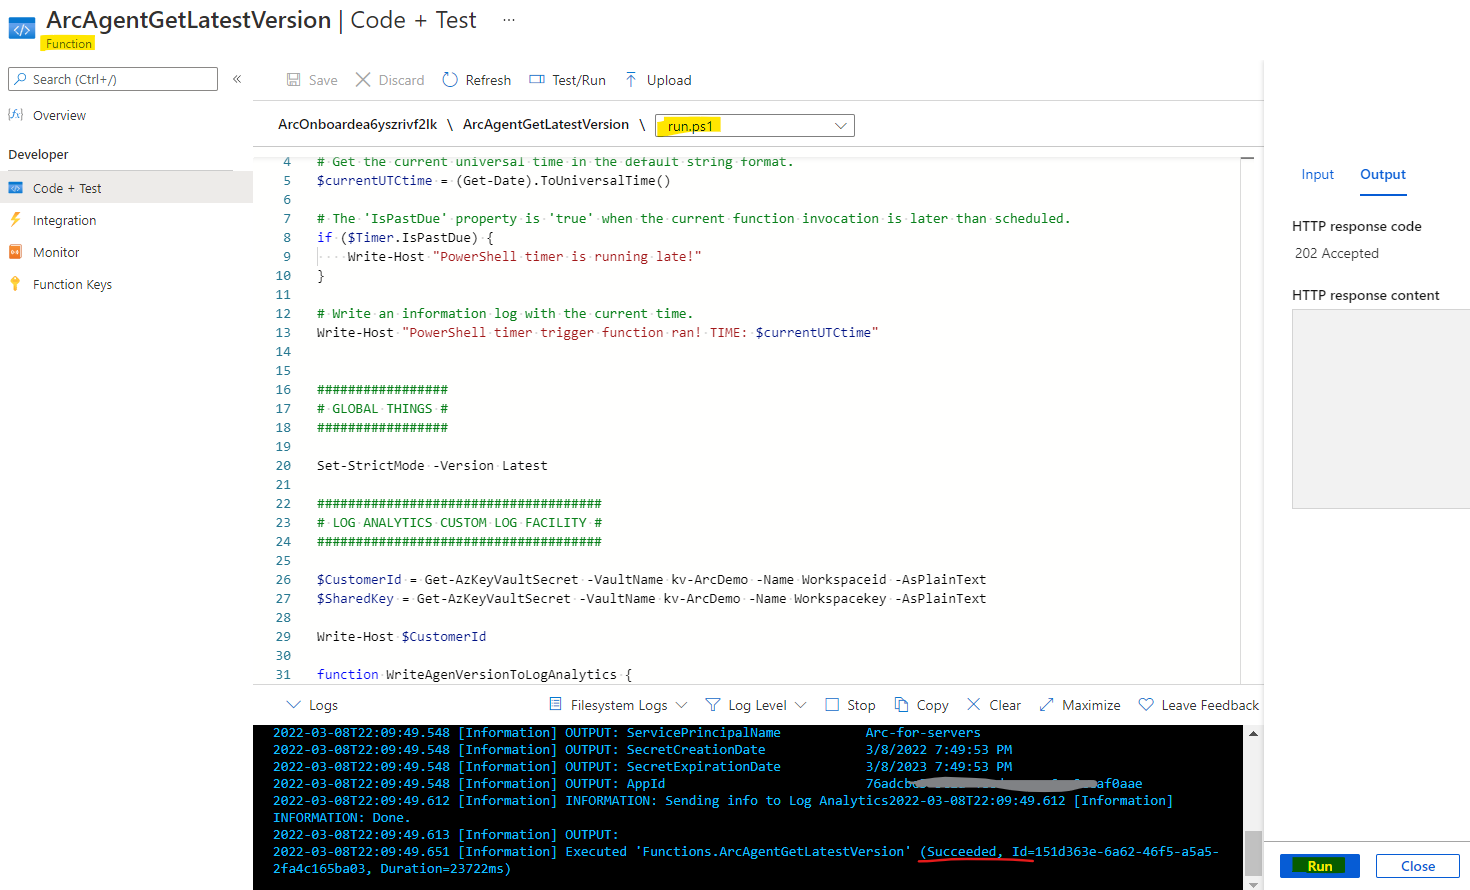 ArcAgentGetLatestVersion | Code + Test ...
Function
Search (Ctrl+/)
«
Overview
Developer
Code + Test
Integration
Monitor
Function Keys
Save Discard Refresh Test/Run Upload
ArcOnboardea6yszrivf2lk \ ArcAgentGetLatestVersion \ run.ps1
4 # Get the current universal time in the default string format.
5 $currentUTCtime = (Get-Date).ToUniversalTime()
6
7 # The 'IsPastDue' property is 'true' when the current function invocation is later than scheduled.
8 if ($Timer.IsPastDue) {
9 Write-Host "PowerShell timer is running late!"
10 }
11
12 # Write an information log with the current time.
13 Write-Host "PowerShell timer trigger function ran! TIME: $currentUTCtime"
14
15
16 #################
17 # GLOBAL THINGS #
18 #################
19
20 Set-StrictMode -Version Latest
21
22 #####################################
23 # LOG ANALYTICS CUSTOM LOG FACILITY #
24 #####################################
25
26 $CustomerId = Get-AzKeyVaultSecret -VaultName kv-ArcDemo -Name Workspaceid -AsPlainText
27 $SharedKey = Get-AzKeyVaultSecret -VaultName kv-ArcDemo -Name Workspacekey -AsPlainText
28
29 Write-Host $CustomerId
30
31 function WriteAgenVersionToLogAnalytics {
Logs Filesystem Logs Log Level Stop Copy Clear Maximize Leave Feedback
2022-03-08T22:09:49.548 [Information] OUTPUT: ServicePrincipalName Arc-for-servers
2022-03-08T22:09:49.548 [Information] OUTPUT: SecretCreationDate 3/8/2022 7:49:53 PM
2022-03-08T22:09:49.548 [Information] OUTPUT: SecretExpirationDate 3/8/2023 7:49:53 PM
2022-03-08T22:09:49.548 [Information] OUTPUT: AppId
2022-03-08T22:09:49.612 [Information] INFORMATION: Sending info to Log Analytics2022-03-08T22:09:49.612 [Information]
INFORMATION: Done.
2022-03-08T22:09:49.613 [Information] OUTPUT:
2022-03-08T22:09:49.651 [Information] Executed 'Functions.ArcAgentGetLatestVersion' (Succeeded, Id=151d363e-6a62-46f5-a5a5-
2fa4c165ba03, Duration=23722ms)
Input Output
HTTP response code
202 Accepted
HTTP response content
Run Close